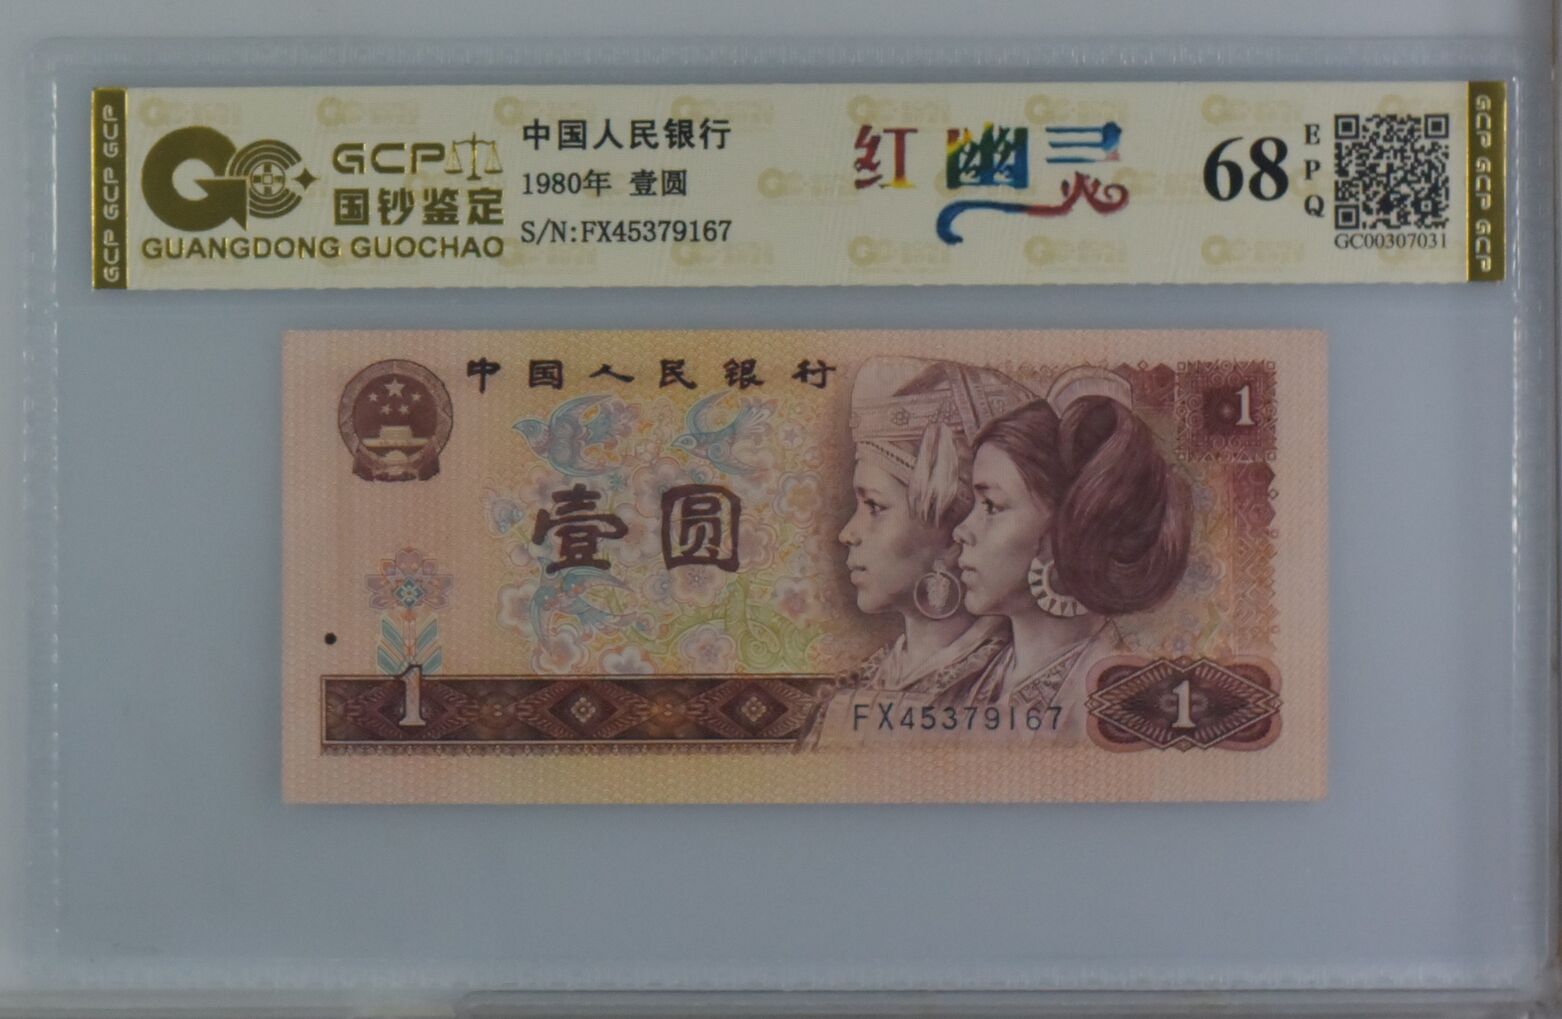 GCP GCP GCP
GCP
国钞鉴定
GUANGDONG GUOCHAO
中国人民银行
1980年 壹圆
S/N:FX45379167
红幽灵
68
EPQ
GC00307031
GCP GCP GCP
中国人民银行
1
壹圆
1
FX45379167
1